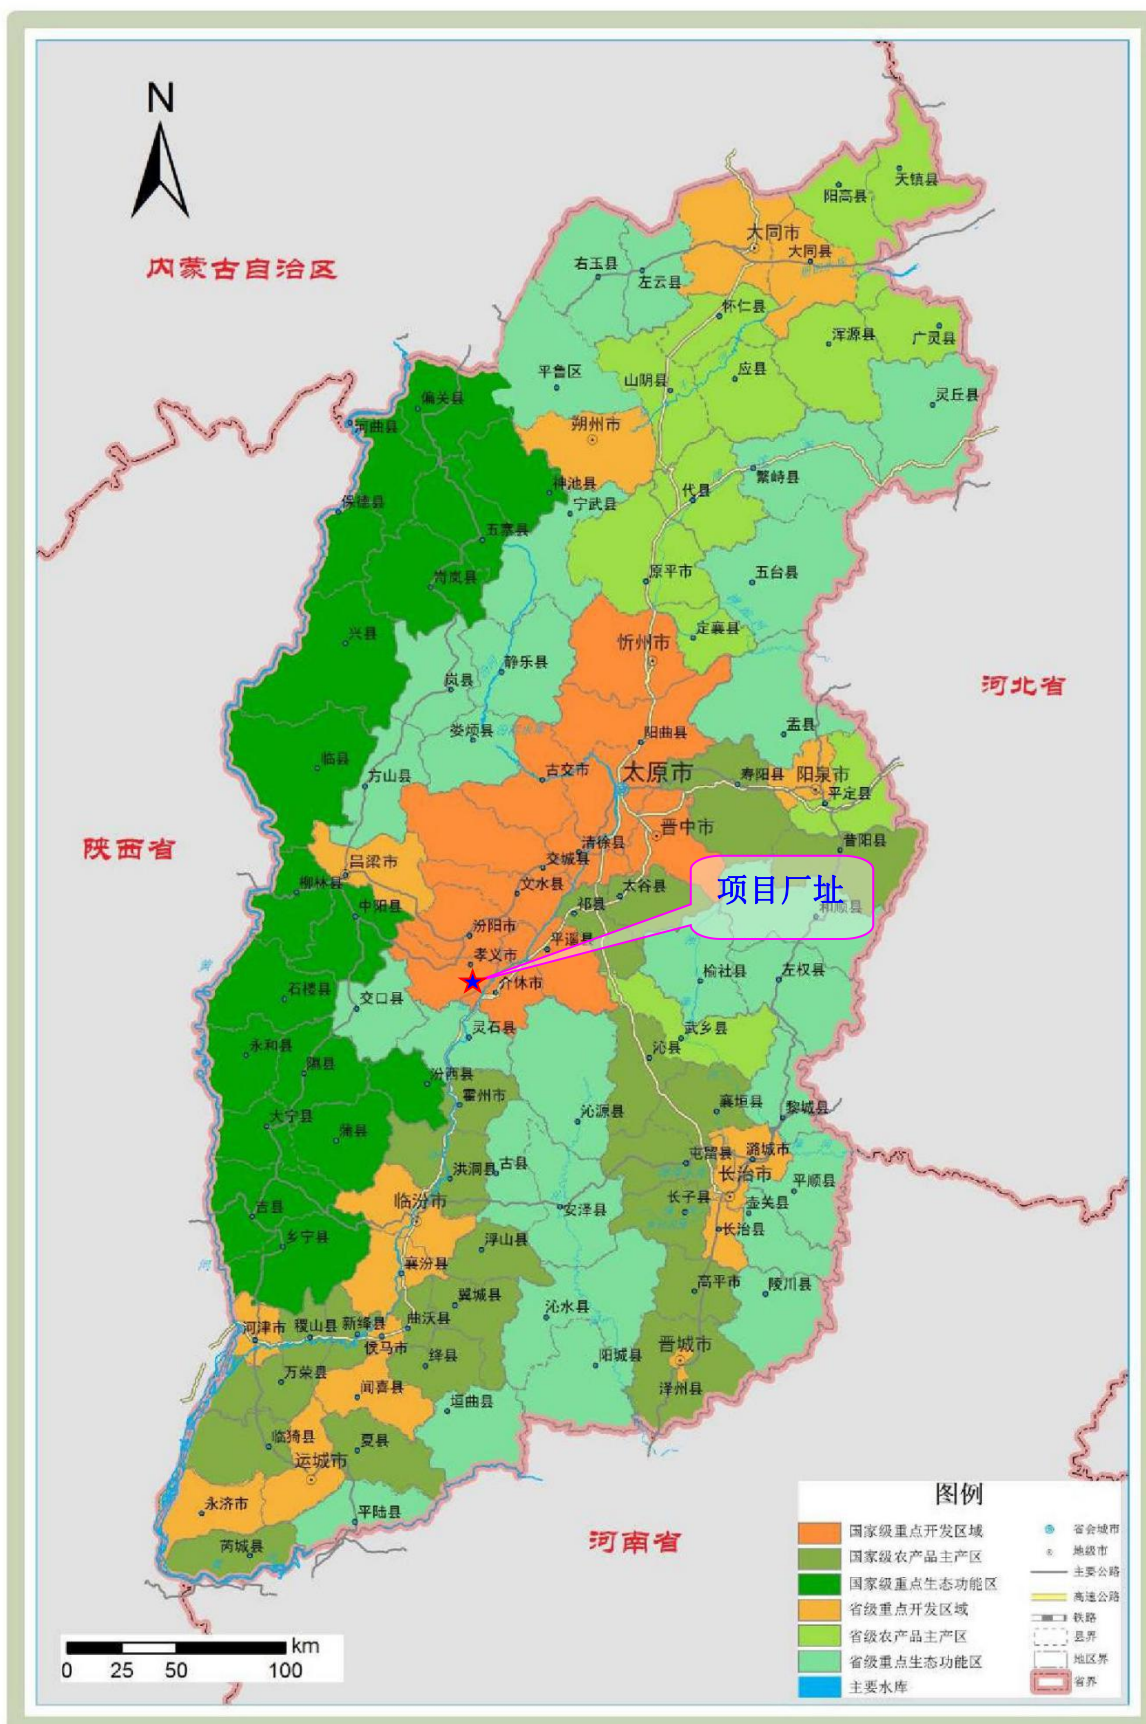 N
内蒙古自治区
天镇县
阳高县
大同市
大同县
右玉县
左云县
怀仁县
浑源县
广灵县
平鲁区
山阴县
应县
灵丘县
偏关县
河曲县
朔州市
繁峙县
神池县
宁武县
代县
保德县
五寨县
原平市
五台县
岢岚县
定襄县
兴县
忻州市
静乐县
岚县
河北省
娄烦县
阳曲县
盂县
临县
方山县
古交市
太原市
寿阳县
阳泉市
平定县
晋中市
清徐县
昔阳县
陕西省
吕梁市
交城县
柳林县
文水县
太谷县
项目厂址
中阳县
祁县
和顺县
汾阳市
平遥县
孝义市
榆社县
左权县
介休市
石楼县
交口县
灵石县
武乡县
沁县
永和县
隰县
汾西县
霍州市
沁源县
襄垣县
黎城县
大宁县
蒲县
黄
河
洪洞县
古县
屯留县
潞城市
长治市
平顺县
吉县
临汾市
安泽县
长子县
壶关县
长治县
乡宁县
浮山县
襄汾县
高平市
陵川县
翼城县
沁水县
河津市
稷山县
新绛县
曲沃县
侯马市
绛县
阳城县
晋城市
泽州县
万荣县
闻喜县
垣曲县
临猗县
夏县
运城市
永济市
平陆县
芮城县
河南省
图例
国家级重点开发区域
国家级农产品主产区
国家级重点生态功能区
省级重点开发区域
省级农产品主产区
省级重点生态功能区
主要水库
省会城市
地级市
主要公路
高速公路
铁路
县界
地区界
省界
km
0 25 50 100